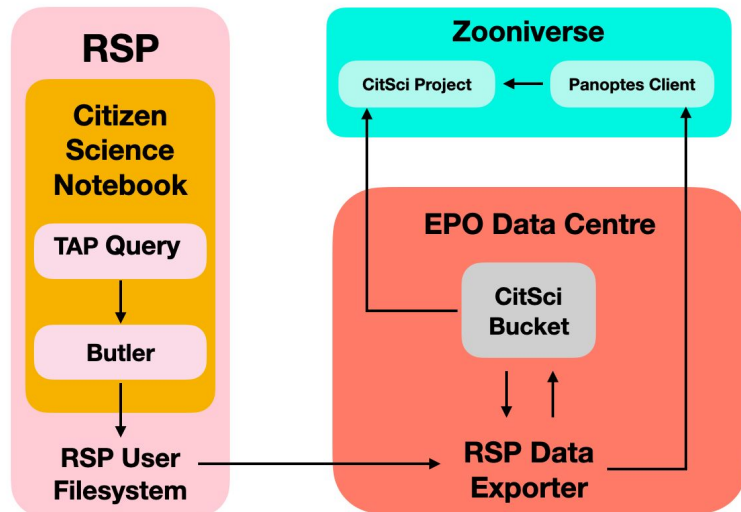 RSP
Citizen
Science
Notebook
TAP Query
Butler
RSP User
Filesystem
Zooniverse
CitSci Project
Panoptes Client
EPO Data Centre
CitSci
Bucket
RSP Data
Exporter